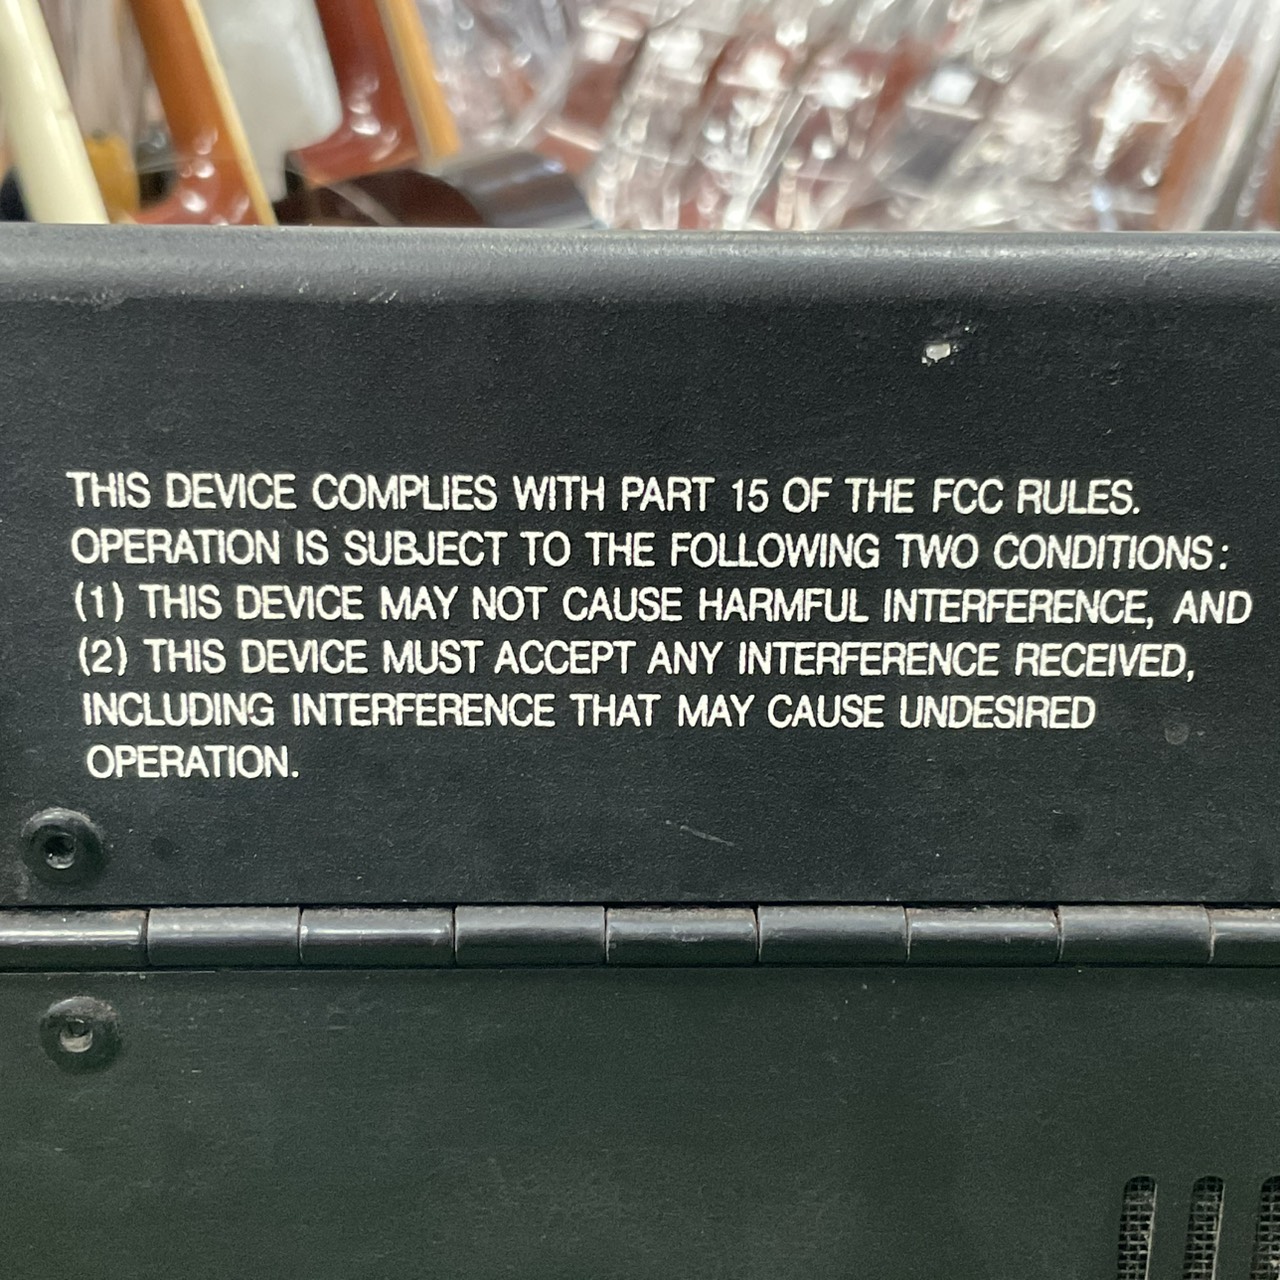 THIS DEVICE COMPLIES WITH PART 15 OF THE FCC RULES.
OPERATION IS SUBJECT TO THE FOLLOWING TWO CONDITIONS:
(1) THIS DEVICE MAY NOT CAUSE HARMFUL INTERFERENCE, AND
(2) THIS DEVICE MUST ACCEPT ANY INTERFERENCE RECEIVED,
INCLUDING INTERFERENCE THAT MAY CAUSE UNDESIRED
OPERATION.